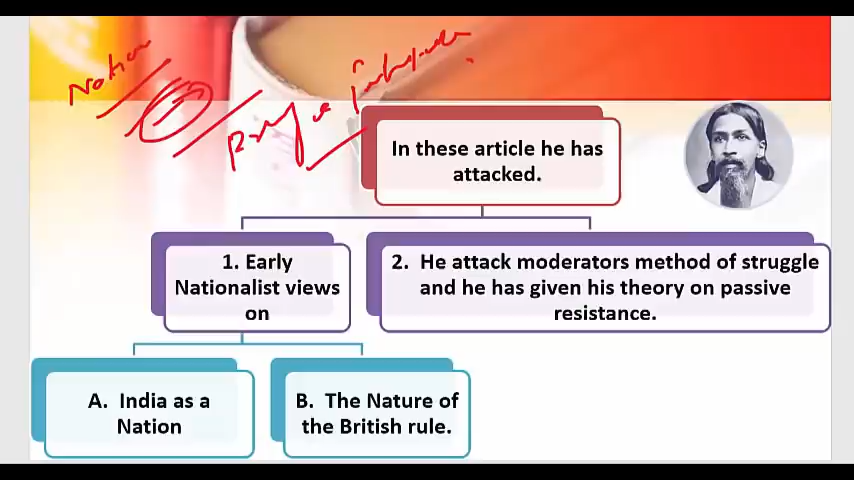 Nation
In these article he has
attacked.
1. Early
Nationalist views
on
2. He attack moderators method of struggle
and he has given his theory on passive
resistance.
A. India as a
Nation
B. The Nature of
the British rule.